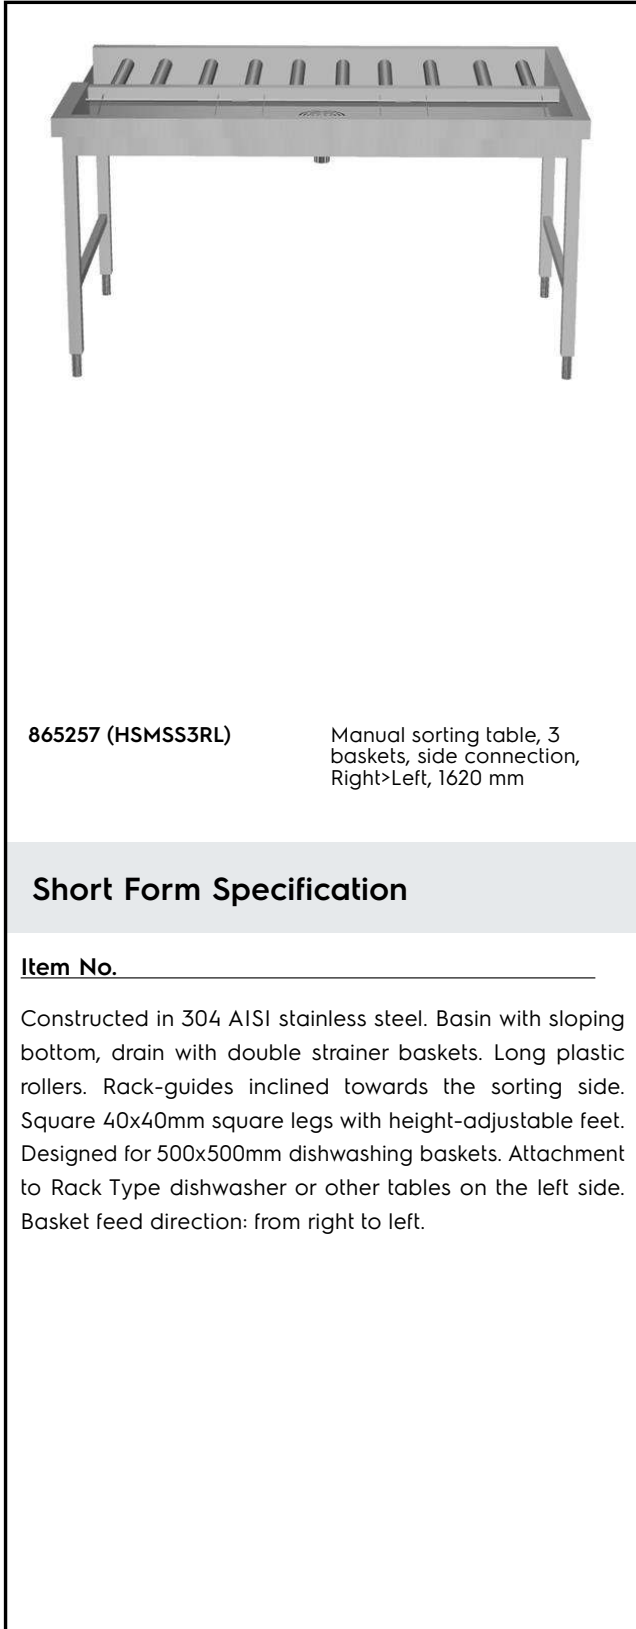 865257 (HSMSS3RL)
Manual sorting table, 3
baskets, side connection,
Right>Left, 1620 mm
Short Form Specification
Item No.
Constructed in 304 AISI stainless steel. Basin with sloping
bottom, drain with double strainer baskets. Long plastic
rollers. Rack-guides inclined towards the sorting side.
Square 40x40mm square legs with height-adjustable feet.
Designed for 500x500mm dishwashing baskets. Attachment
to Rack Type dishwasher or other tables on the left side.
Basket feed direction: from right to left.